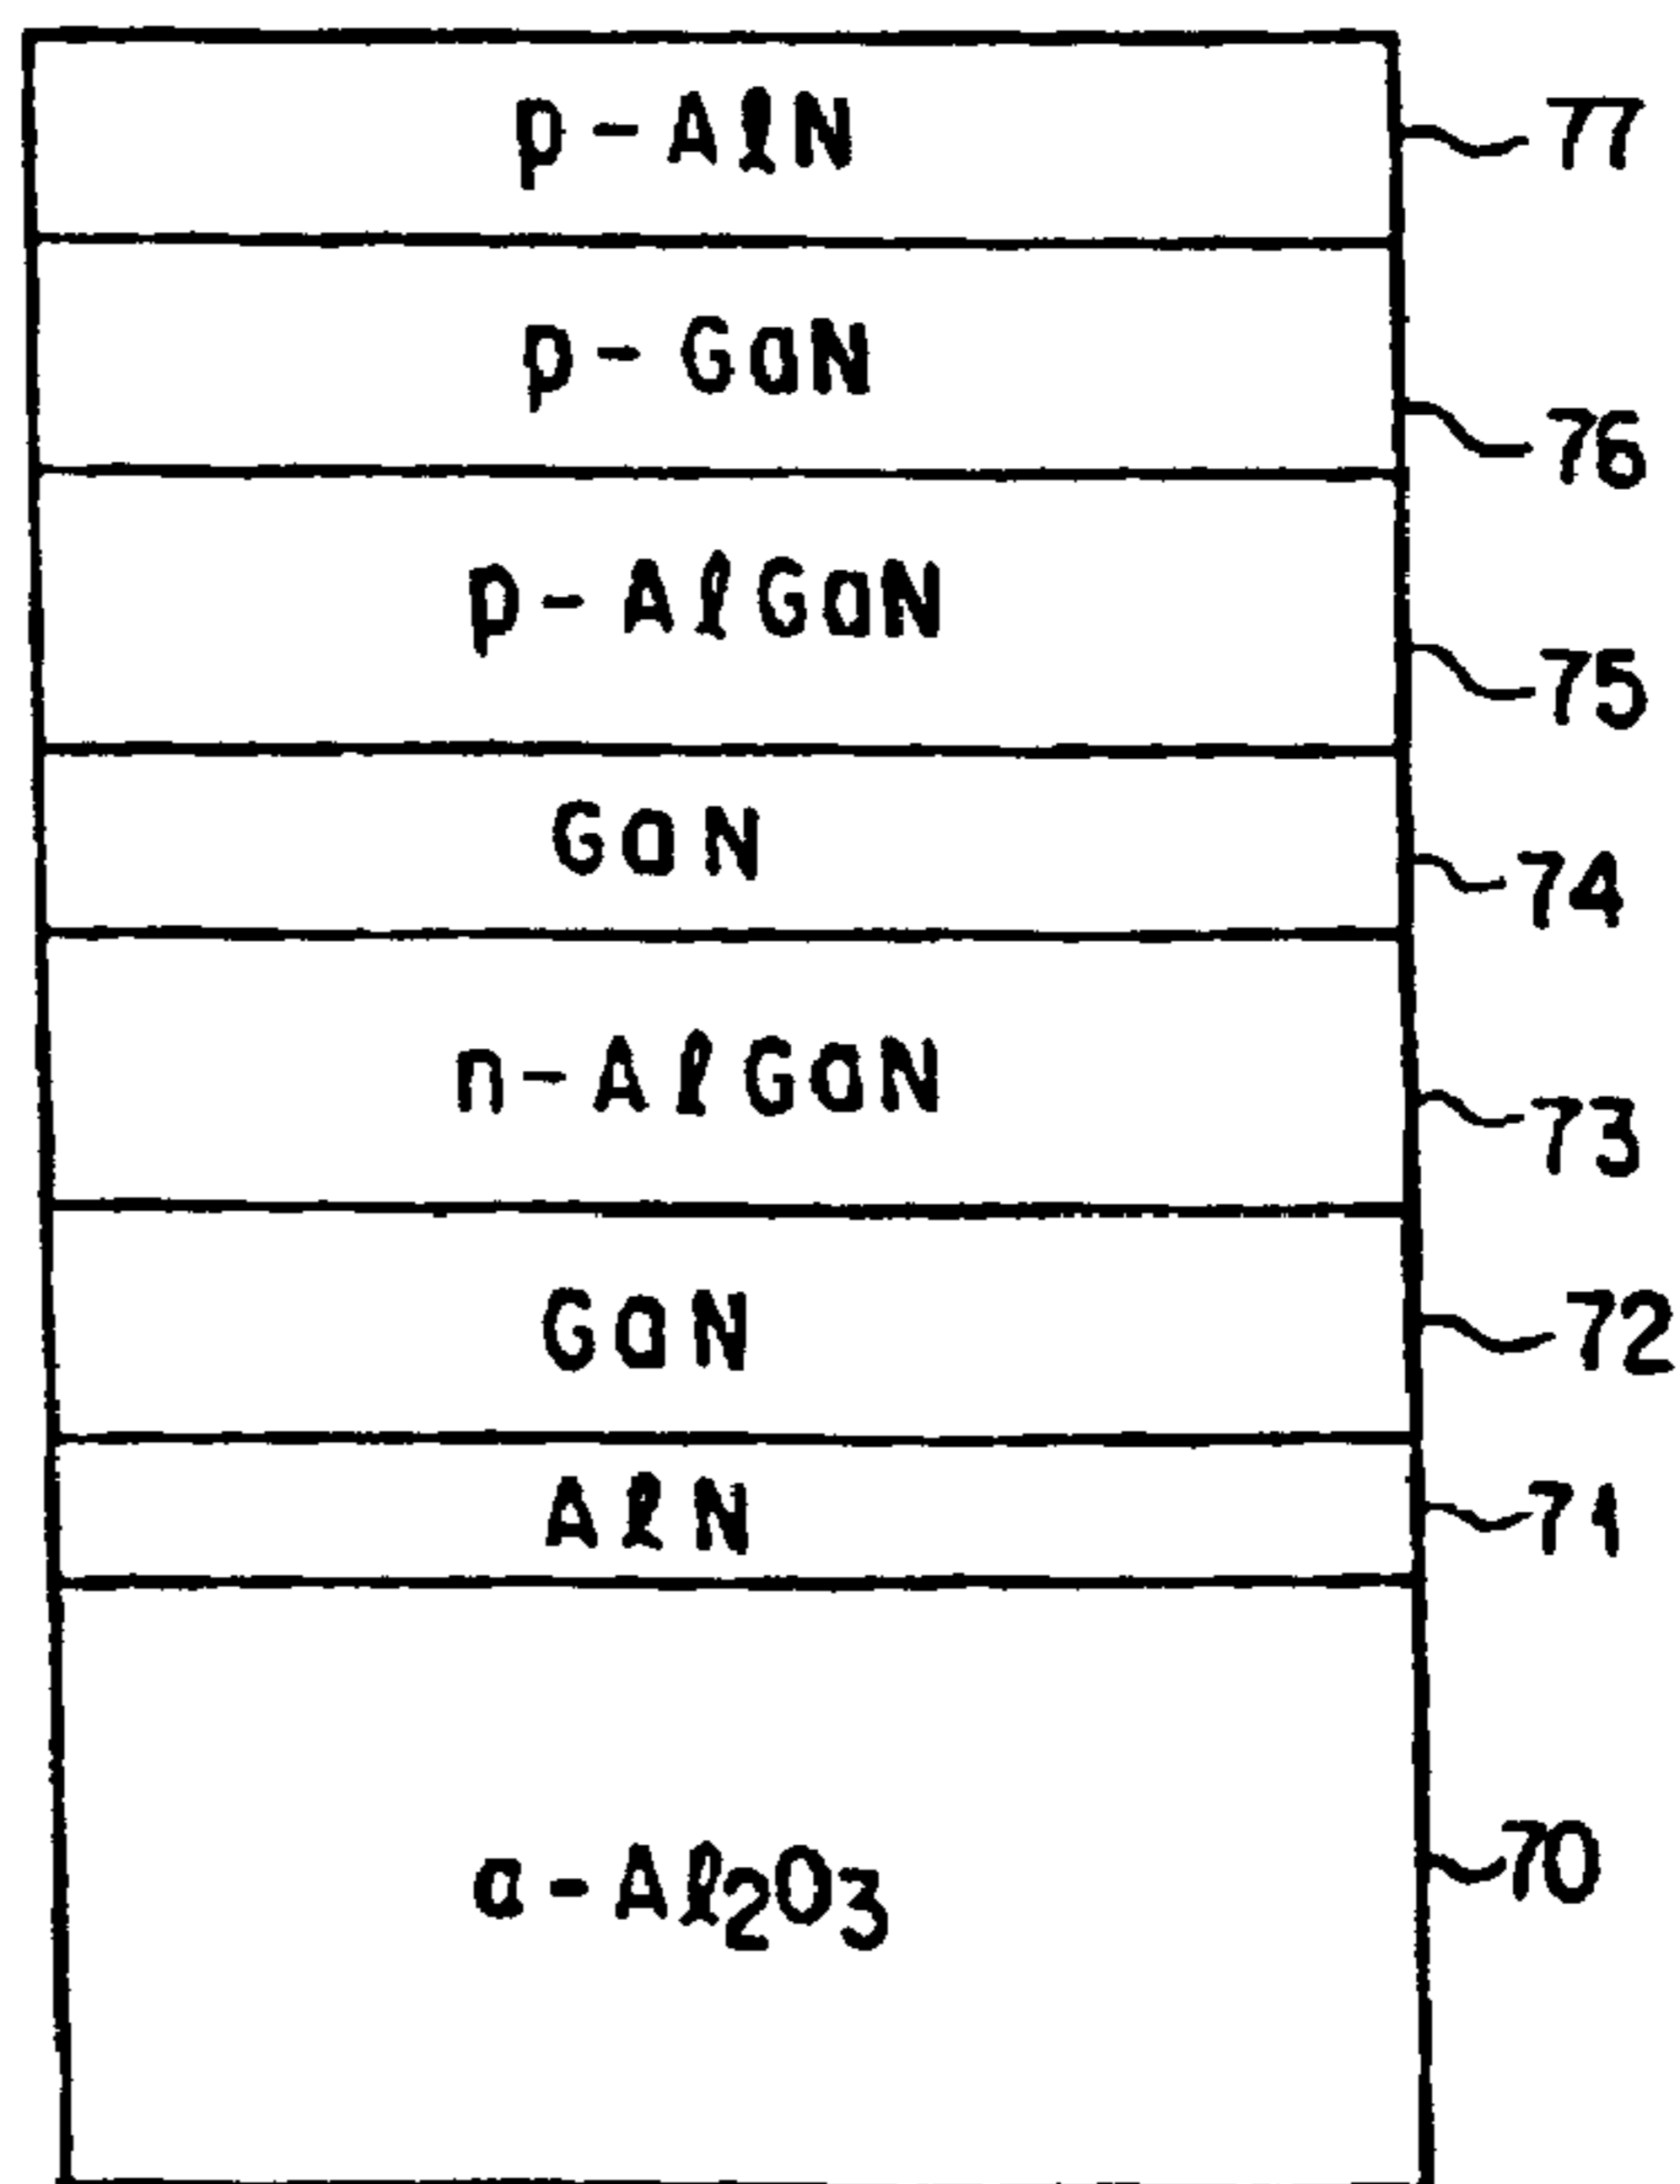 p-AlN 77
p-GaN 76
p-AlGaN 75
GaN 74
n-AlGaN 73
GaN 72
AlN 71
α-Al₂O₃ 70